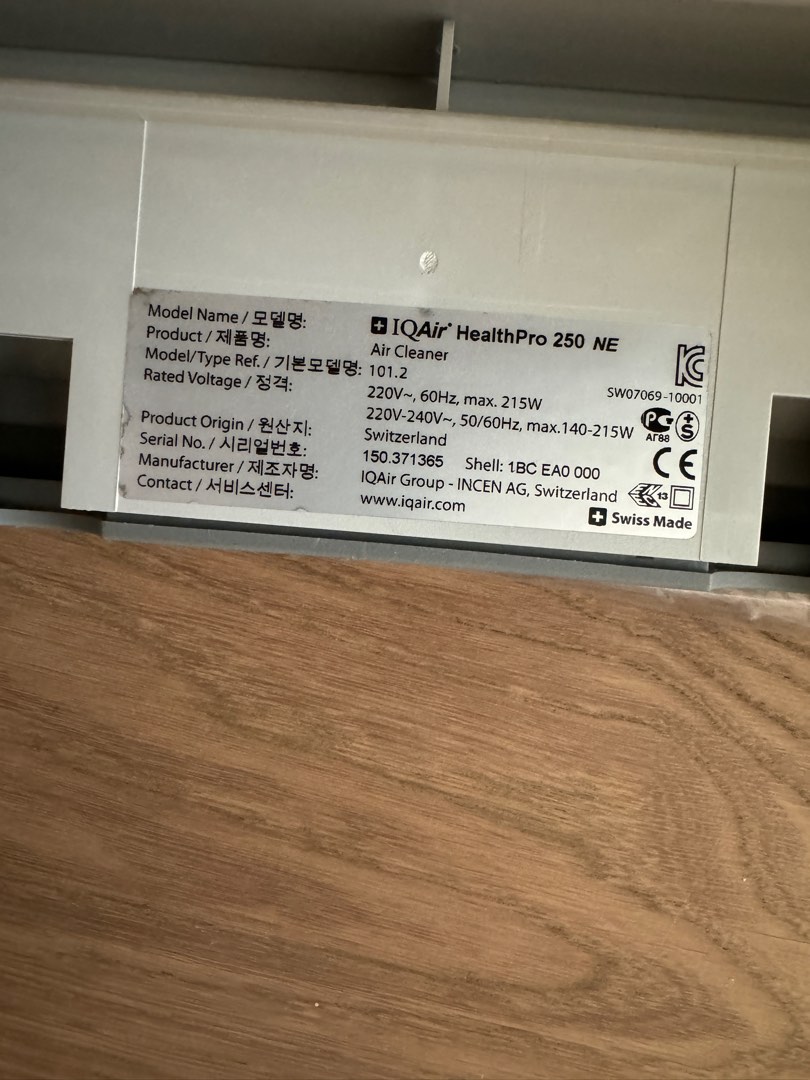 Model Name / 모델명: IQAir® HealthPro 250 NE
Product / 제품명: Air Cleaner
Model/Type Ref. / 기본모델명: 101.2
Rated Voltage / 정격: 220V~, 60Hz, max. 215W
220V-240V~, 50/60Hz, max.140-215W
Product Origin / 원산지: Switzerland
Serial No. / 시리얼번호: 150.371365 Shell: 1BC EA0 000
Manufacturer / 제조자명: IQAir Group - INCEN AG, Switzerland
Contact / 서비스센터: www.iqair.com
SW07069-10001
АГ88
CE
13
Swiss Made